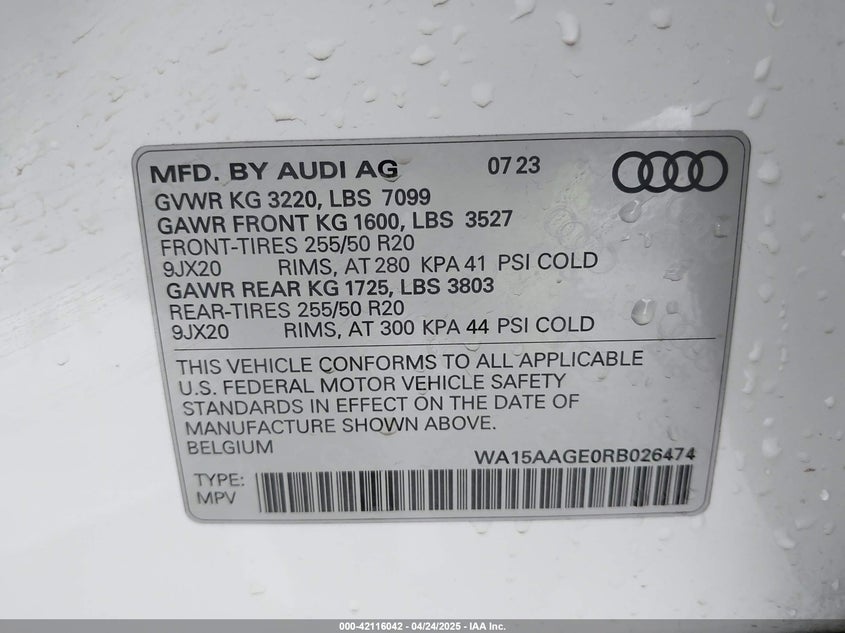 MFD. BY AUDI AG 07 23
GVWR KG 3220, LBS 7099
GAWR FRONT KG 1600, LBS 3527
FRONT-TIRES 255/50 R20
9JX20 RIMS, AT 280 KPA 41 PSI COLD
GAWR REAR KG 1725, LBS 3803
REAR-TIRES 255/50 R20
9JX20 RIMS, AT 300 KPA 44 PSI COLD
THIS VEHICLE CONFORMS TO ALL APPLICABLE
U.S. FEDERAL MOTOR VEHICLE SAFETY
STANDARDS IN EFFECT ON THE DATE OF
MANUFACTURE SHOWN ABOVE.
BELGIUM
WA15AAGE0RB026474
TYPE:
MPV
000-42116042 - 04/24/2025 - IAA Inc.